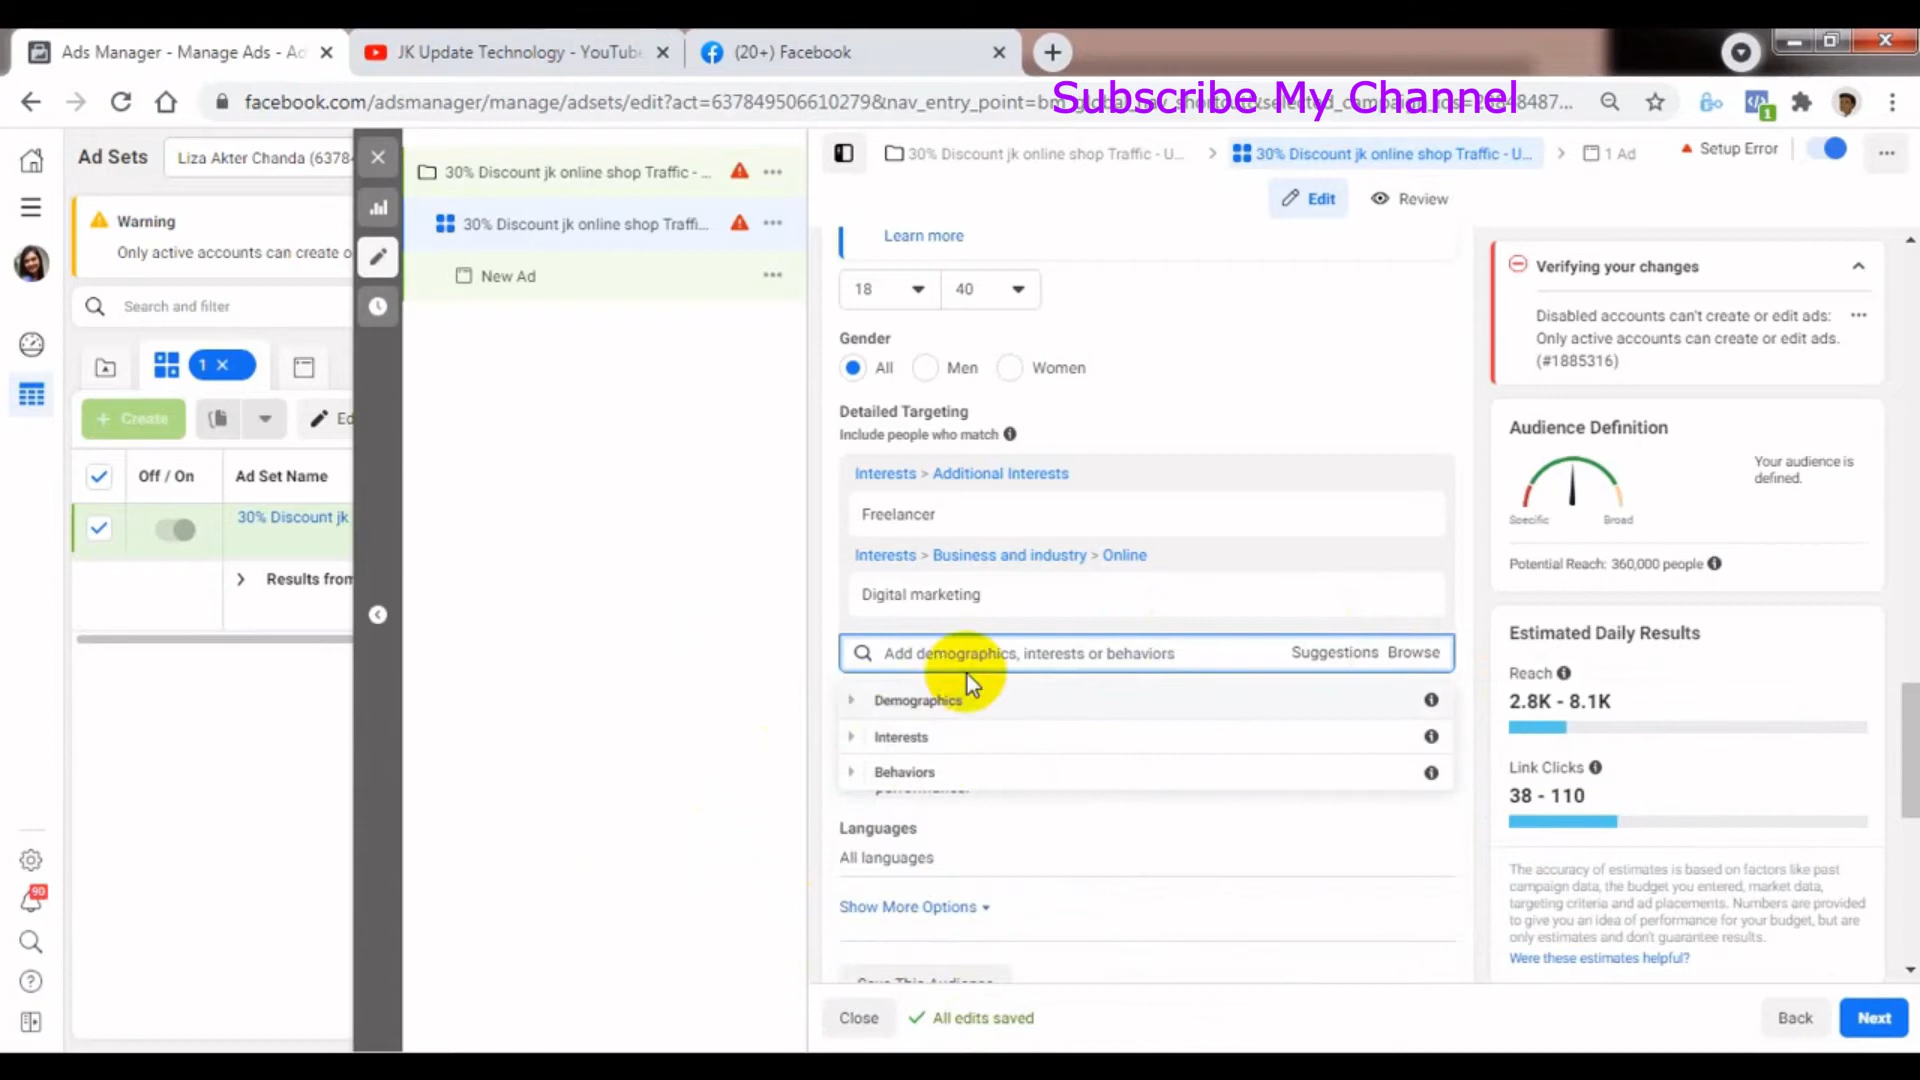 Ads Manager - Manage Ads - Ad
JK Update Technology - YouTube
(20+) Facebook
facebook.com/adsmanager/manage/adsets/edit?act=637849506610279&nav_entry_point=bm_global_nav_shortc
Subscribe My Channel
Ad Sets
Liza Akter Chanda (6378
Warning
Only active accounts can create o
Search and filter
1
Create
Ed
Off / On
Ad Set Name
30% Discount jk
Results from
90
30% Discount jk online shop Traffic - ...
30% Discount jk online shop Traffi...
New Ad
30% Discount jk online shop Traffic - U...
30% Discount jk online shop Traffic - U...
1 Ad
Setup Error
Edit
Review
Learn more
18
40
Gender
All
Men
Women
Detailed Targeting
Include people who match
Interests > Additional Interests
Freelancer
Interests > Business and industry > Online
Digital marketing
Add demographics, interests or behaviors
Suggestions
Browse
Demographics
Interests
Behaviors
performance.
Languages
All languages
Show More Options
Save This Audience
Close
All edits saved
Back
Next
Verifying your changes
Disabled accounts can't create or edit ads:
Only active accounts can create or edit ads.
(#1885316)
Audience Definition
Your audience is
defined.
Specific
Broad
Potential Reach: 360,000 people
Estimated Daily Results
Reach
2.8K - 8.1K
Link Clicks
38 - 110
The accuracy of estimates is based on factors like past
campaign data, the budget you entered, market data,
targeting criteria and ad placements. Numbers are provided
to give you an idea of performance for your budget, but are
only estimates and don't guarantee results.
Were these estimates helpful?